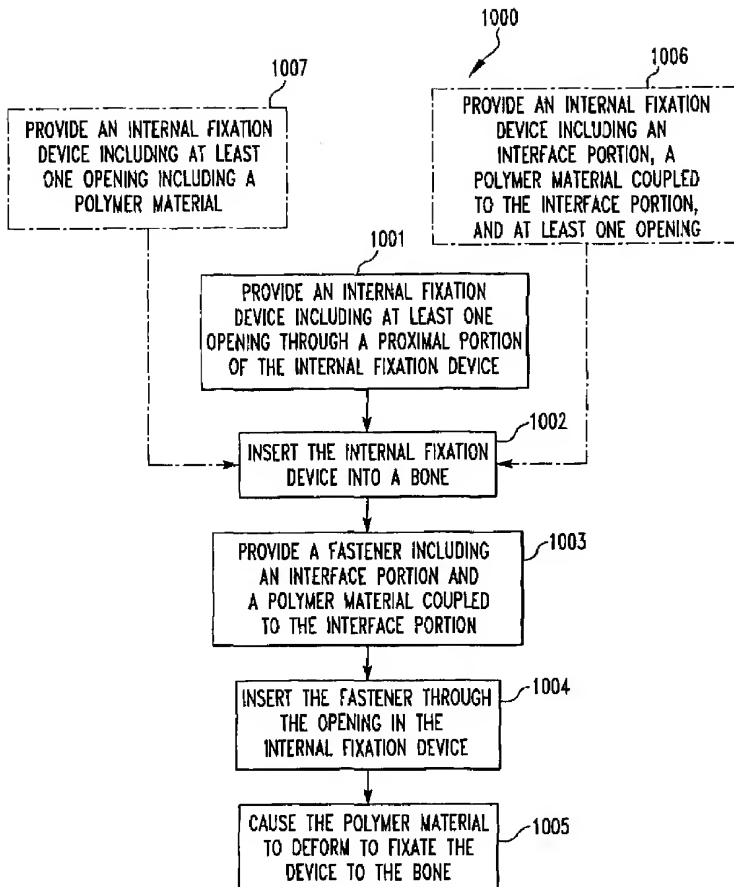 1000
1007
PROVIDE AN INTERNAL FIXATION
DEVICE INCLUDING AT LEAST
ONE OPENING INCLUDING A
POLYMER MATERIAL
1006
PROVIDE AN INTERNAL FIXATION
DEVICE INCLUDING AN
INTERFACE PORTION, A
POLYMER MATERIAL COUPLED
TO THE INTERFACE PORTION,
AND AT LEAST ONE OPENING
1001
PROVIDE AN INTERNAL FIXATION
DEVICE INCLUDING AT LEAST ONE
OPENING THROUGH A PROXIMAL PORTION
OF THE INTERNAL FIXATION DEVICE
1002
INSERT THE INTERNAL FIXATION
DEVICE INTO A BONE
1003
PROVIDE A FASTENER INCLUDING
AN INTERFACE PORTION AND
A POLYMER MATERIAL COUPLED
TO THE INTERFACE PORTION
1004
INSERT THE FASTENER THROUGH
THE OPENING IN THE
INTERNAL FIXATION DEVICE
1005
CAUSE THE POLYMER MATERIAL
TO DEFORM TO FIXATE THE
DEVICE TO THE BONE